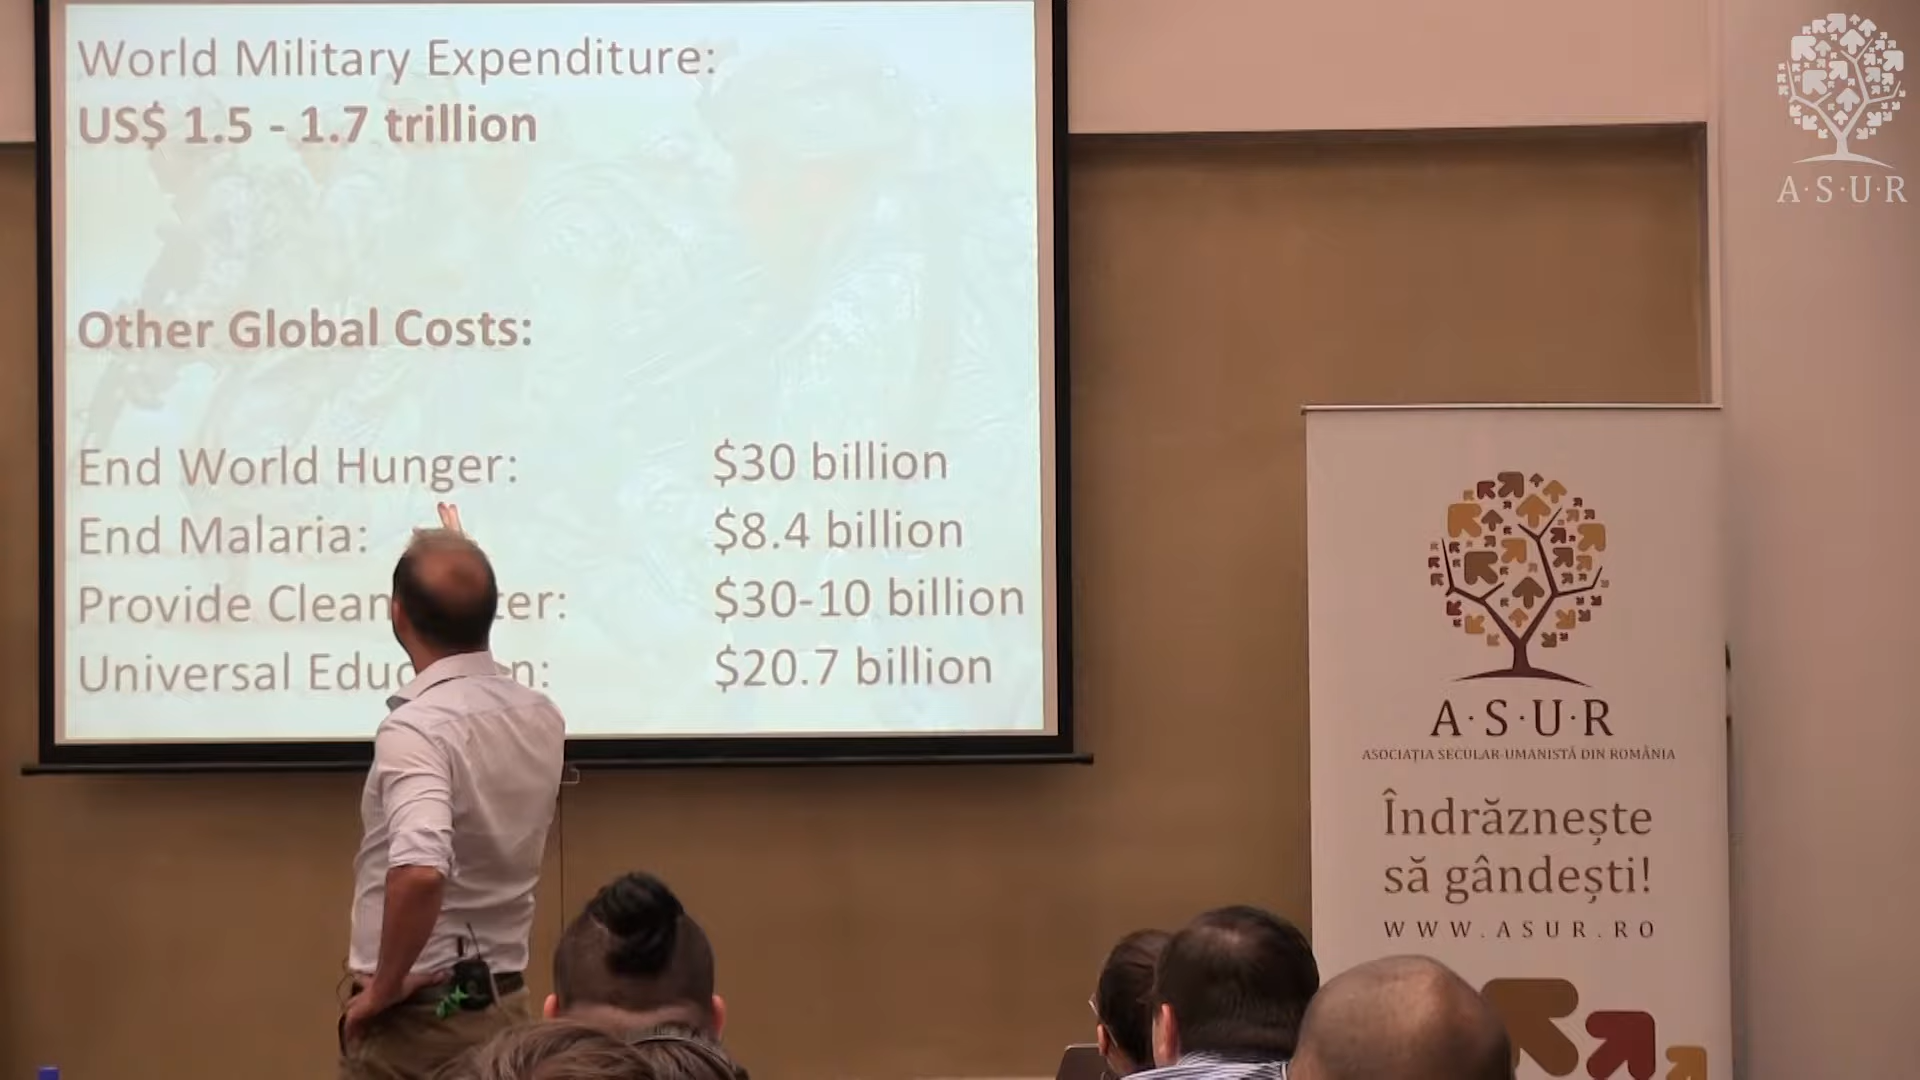 World Military Expenditure:
US$ 1.5 - 1.7 trillion
Other Global Costs:
End World Hunger: $30 billion
End Malaria: $8.4 billion
Provide Clean ter: $30-10 billion
Universal Educ n: $20.7 billion
A·S·U·R
A·S·U·R
ASOCIAȚIA SECULAR-UMANISTĂ DIN ROMÂNIA
Îndrăznește
să gândești!
WWW.ASUR.RO